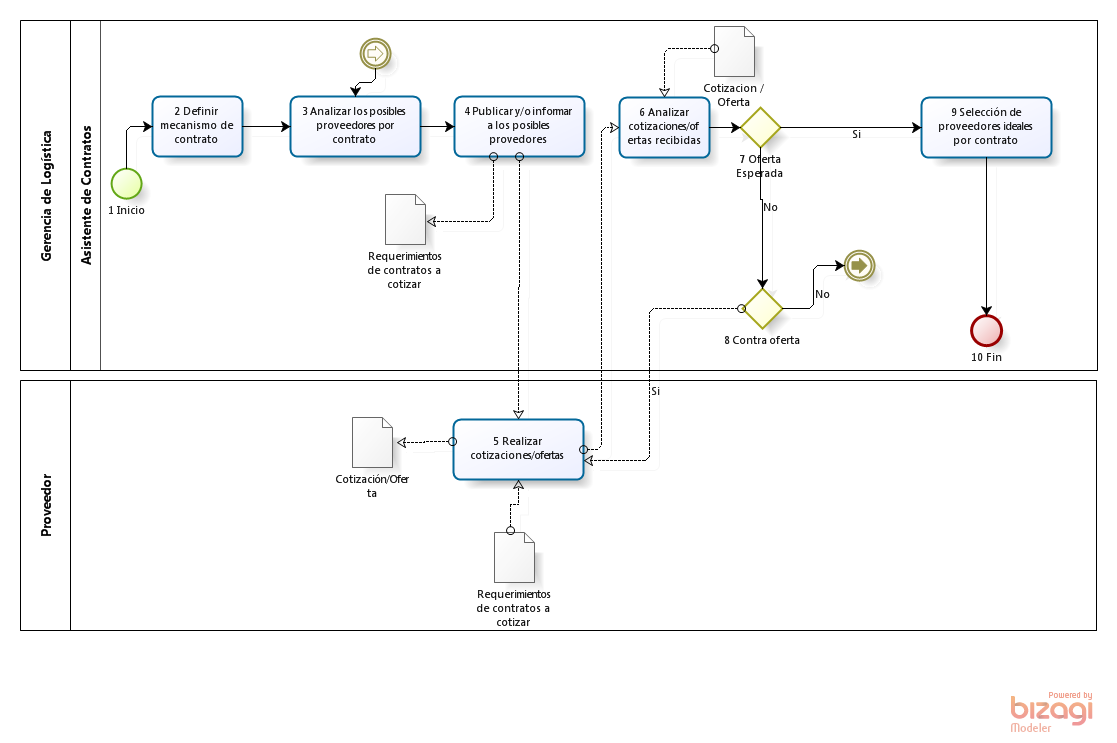 Gerencia de Logística
Asistente de Contratos
1 Inicio
2 Definir
mecanismo de
contrato
3 Analizar los posibles
proveedores por
contrato
4 Publicar y/o informar
a los posibles
provedores
Requerimientos
de contratos a
cotizar
6 Analizar
cotizaciones/of
ertas recibidas
Cotizacion /
Oferta
7 Oferta
Esperada
Si
No
8 Contra oferta
No
9 Selección de
proveedores ideales
por contrato
10 Fin
Si
Proveedor
5 Realizar
cotizaciones/ofertas
Cotización/Ofer
ta
Requerimientos
de contratos a
cotizar
Powered by
bizagi
Modeler